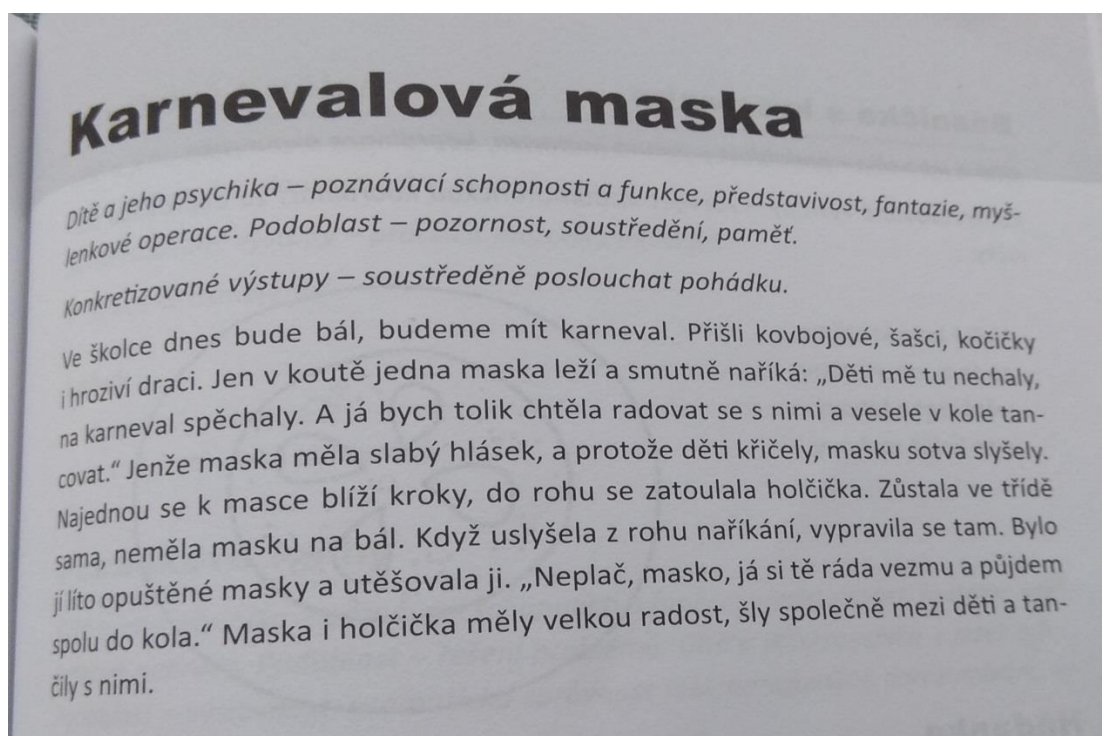 Karnevalová maska
Dítě a jeho psychika – poznávací schopnosti a funkce, představivost, fantazie, myš-
lenkové operace. Podoblast – pozornost, soustředění, paměť.
Konkretizované výstupy – soustředěně poslouchat pohádku.
Ve školce dnes bude bál, budeme mít karneval. Přišli kovbojové, šašci, kočičky
i hroziví draci. Jen v koutě jedna maska leží a smutně naříká: „Děti mě tu nechaly,
na karneval spěchaly. A já bych tolik chtěla radovat se s nimi a vesele v kole tan-
covat.“ Jenže maska měla slabý hlásek, a protože děti křičely, masku sotva slyšely.
Najednou se k masce blíží kroky, do rohu se zatoulala holčička. Zůstala ve třídě
sama, neměla masku na bál. Když uslyšela z rohu naříkání, vypravila se tam. Bylo
jí líto opuštěné masky a utěšovala ji. „Neplač, masko, já si tě ráda vezmu a půjdem
spolu do kola.“ Maska i holčička měly velkou radost, šly společně mezi děti a tan-
čily s nimi.